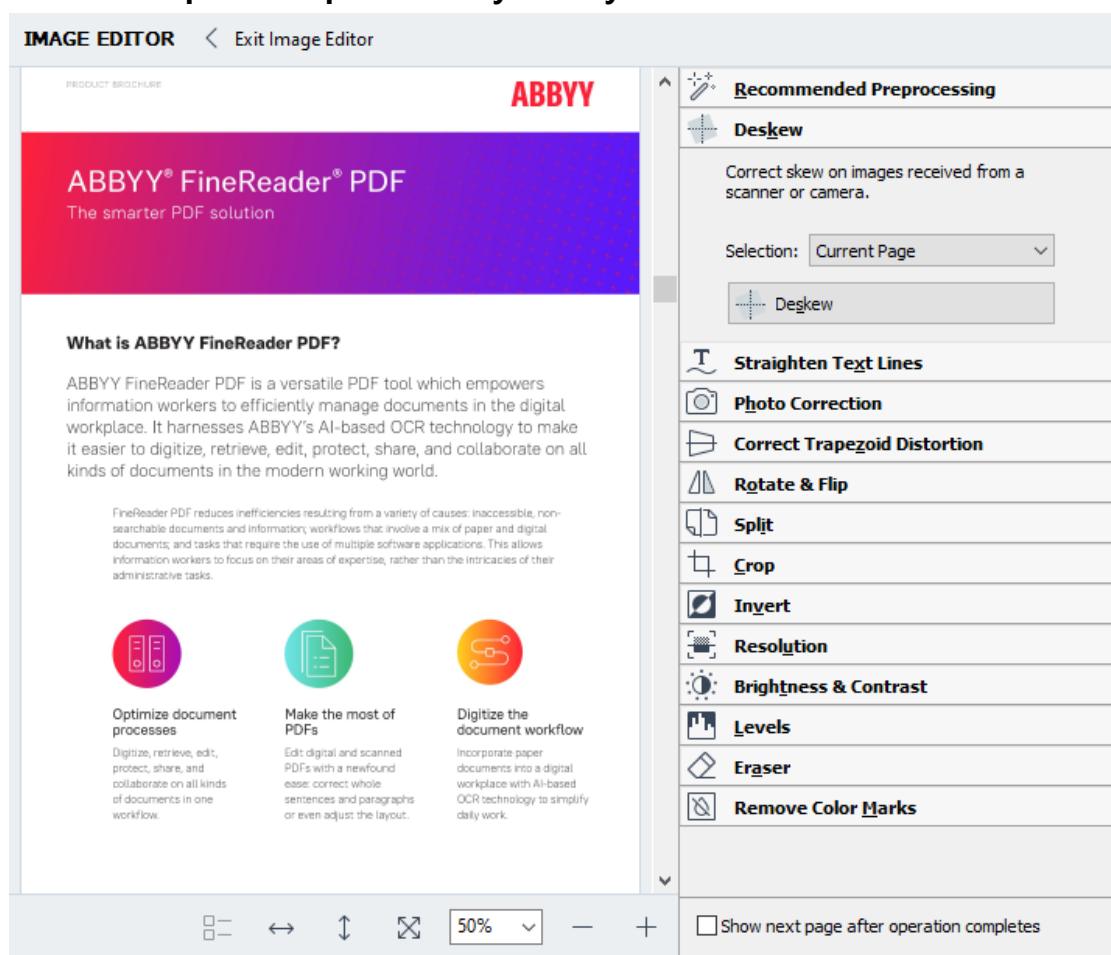 IMAGE EDITOR
Exit Image Editor
PRODUCT BROCHURE
ABBYY
ABBYY® FineReader® PDF
The smarter PDF solution
What is ABBYY FineReader PDF?
ABBYY FineReader PDF is a versatile PDF tool which empowers
information workers to efficiently manage documents in the digital
workplace. It harnesses ABBYY's AI-based OCR technology to make
it easier to digitize, retrieve, edit, protect, share, and collaborate on all
kinds of documents in the modern working world.
FineReader PDF reduces inefficiencies resulting from a variety of causes: inaccessible, non-
searchable documents and information; workflows that involve a mix of paper and digital
documents; and tasks that require the use of multiple software applications. This allows
information workers to focus on their areas of expertise, rather than the intricacies of their
administrative tasks.
Optimize document
processes
Digitize, retrieve, edit,
protect, share, and
collaborate on all kinds
of documents in one
workflow.
Make the most of
PDFs
Edit digital and scanned
PDFs with a newfound
ease: correct whole
sentences and paragraphs
or even adjust the layout.
Digitize the
document workflow
Incorporate paper
documents into a digital
workplace with AI-based
OCR technology to simplify
daily work.
50%
Recommended Preprocessing
Deskew
Correct skew on images received from a
scanner or camera.
Selection: Current Page
Deskew
Straighten Text Lines
Photo Correction
Correct Trapezoid Distortion
Rotate & Flip
Split
Crop
Invert
Resolution
Brightness & Contrast
Levels
Eraser
Remove Color Marks
Show next page after operation completes